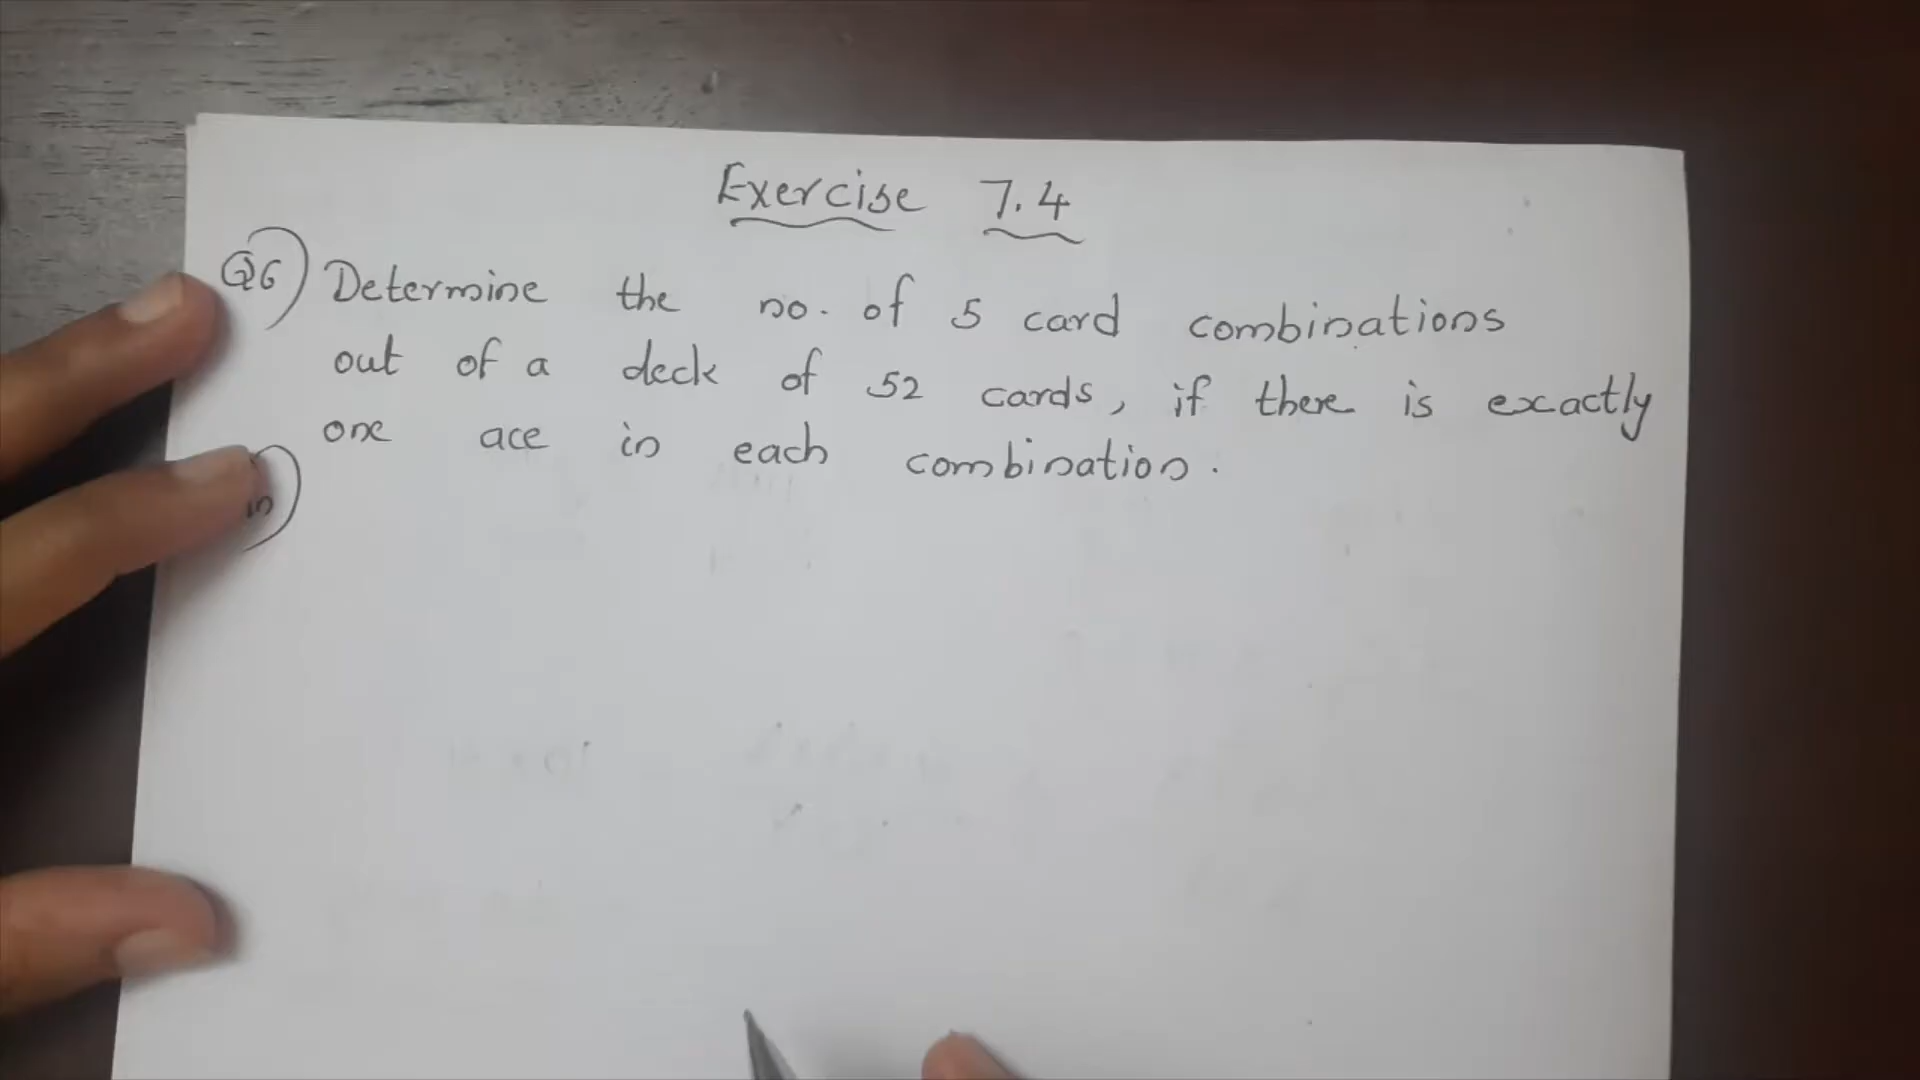 Exercise 7.4
Q6) Determine the no. of 5 card combinations
out of a deck of 52 cards, if there is exactly
one ace in each combination.